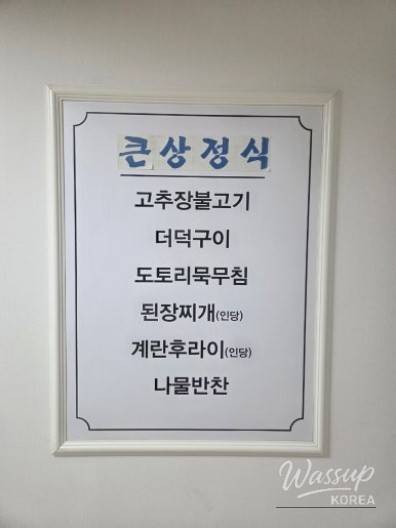 큰상정식
고추장불고기
더덕구이
도토리묵무침
된장찌개(인당)
계란후라이(인당)
나물반찬
Wassup
KOREA